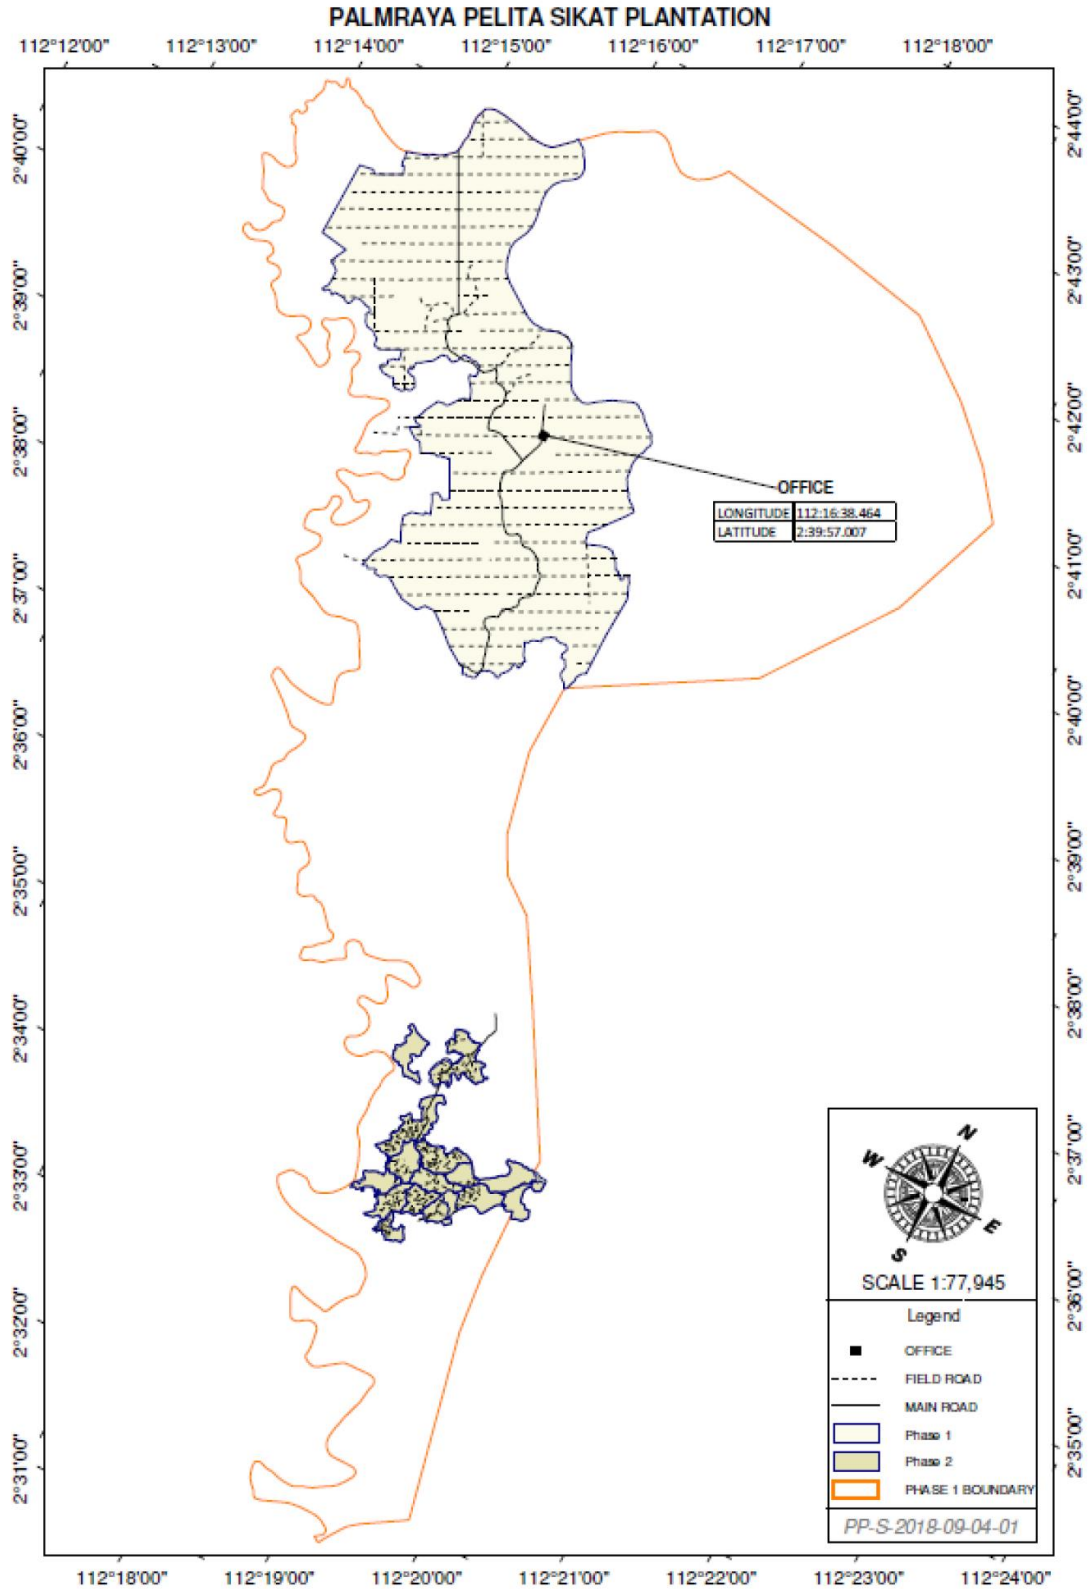 PALMRAYA PELITA SIKAT PLANTATION
112°12'00" 112°13'00" 112°14'00" 112°15'00" 112°16'00" 112°17'00" 112°18'00"
2°40'00"
2°39'00"
2°38'00"
2°37'00"
2°36'00"
2°35'00"
2°34'00"
2°33'00"
2°32'00"
2°31'00"
2°44'00"
2°43'00"
2°42'00"
2°41'00"
2°40'00"
2°39'00"
2°38'00"
2°37'00"
2°36'00"
2°35'00"
OFFICE
LONGITUDE 112:16:38.464
LATITUDE 2:39:57.007
N
W
E
S
SCALE 1:77,945
Legend
OFFICE
FIELD ROAD
MAIN ROAD
Phase 1
Phase 2
PHASE 1 BOUNDARY
PP-S-2018-09-04-01
112°18'00" 112°19'00" 112°20'00" 112°21'00" 112°22'00" 112°23'00" 112°24'00"